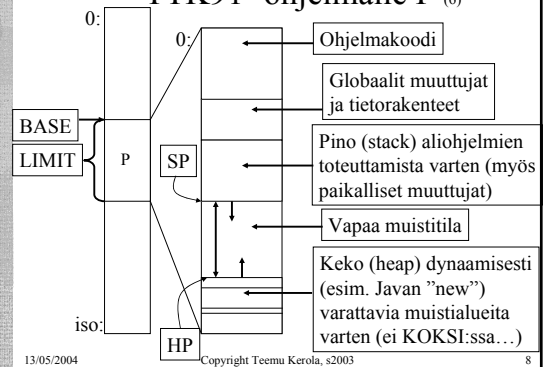 TTK91 -ohjelmalle P (6)
0:
0:
Ohjelmakoodi
Globaalit muuttujat
ja tietorakenteet
BASE
LIMIT
P
SP
Pino (stack) aliohjelmien
toteuttamista varten (myös
paikalliset muuttujat)
Vapaa muistitila
Keko (heap) dynaamisesti
(esim. Javan ”new”)
varattavia muistialueita
varten (ei KOKSI:ssa…)
iso:
HP
13/05/2004
Copyright Teemu Kerola, s2003
8